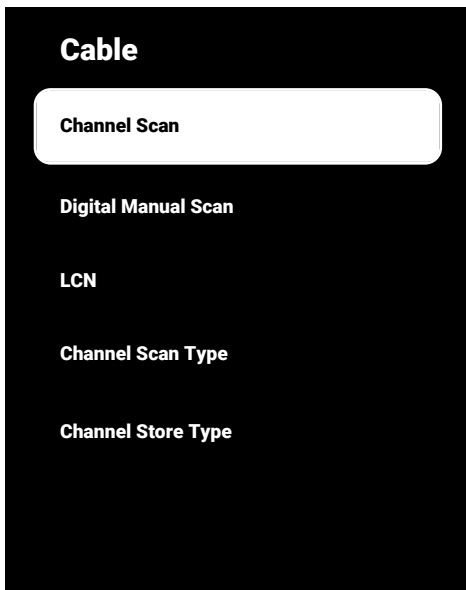 Cable
Channel Scan
Digital Manual Scan
LCN
Channel Scan Type
Channel Store Type